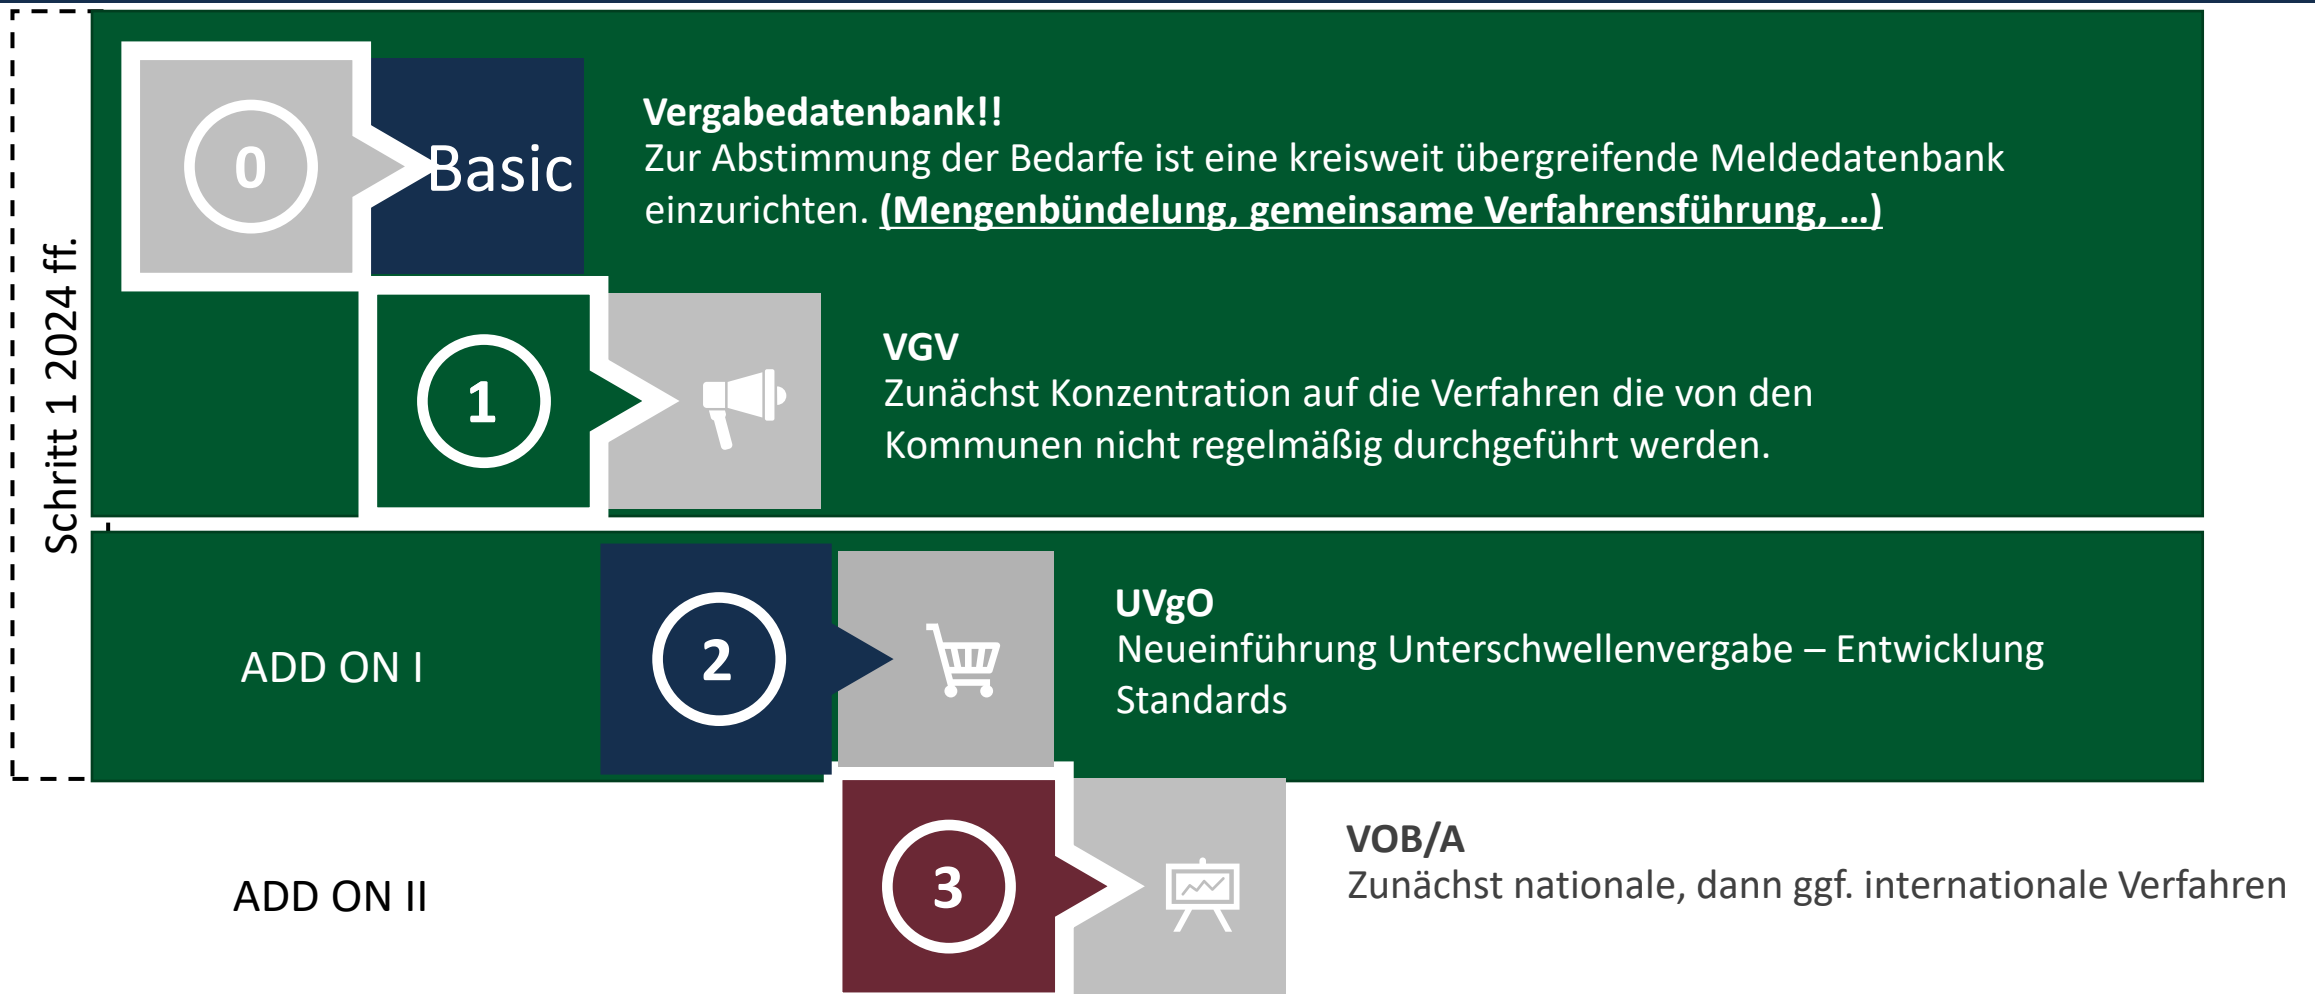 Schritt 1 2024 ff.
0
Basic
Vergabedatenbank!!
Zur Abstimmung der Bedarfe ist eine kreisweit übergreifende Meldedatenbank
einzurichten. (Mengenbündelung, gemeinsame Verfahrensführung, ...)
1
VGV
Zunächst Konzentration auf die Verfahren die von den
Kommunen nicht regelmäßig durchgeführt werden.
ADD ON I
2
UVgO
Neueinführung Unterschwellenvergabe – Entwicklung
Standards
ADD ON II
3
VOB/A
Zunächst nationale, dann ggf. internationale Verfahren